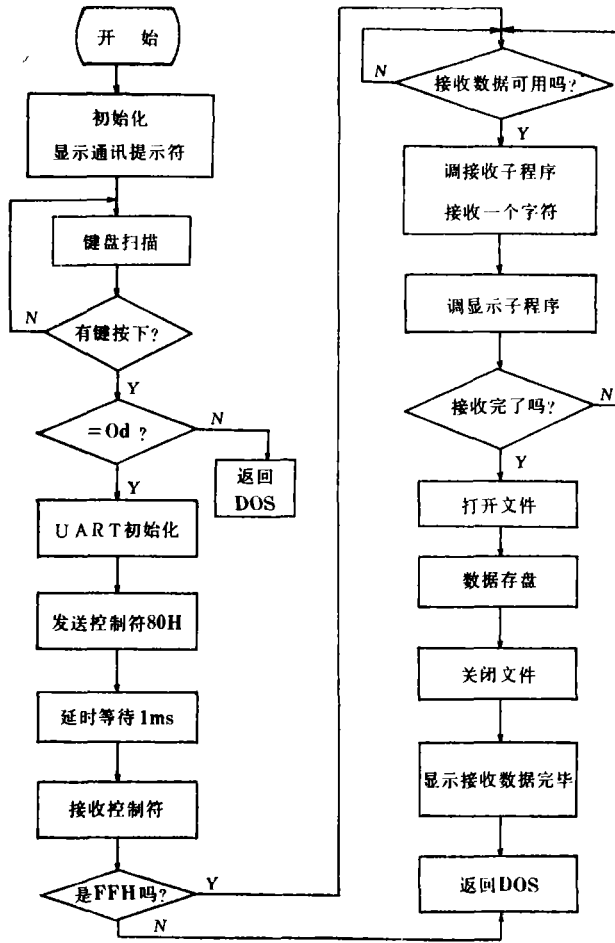 开 始
初始化
显示通讯提示符
键盘扫描
有键按下?
N
Y
=0d ?
N
Y
返回
DOS
UART初始化
发送控制符80H
延时等待1ms
接收控制符
是FFH吗?
Y
N
接收数据可用吗?
N
Y
调接收子程序
接收一个字符
调显示子程序
接收完了吗?
N
Y
打开文件
数据存盘
关闭文件
显示接收数据完毕
返回DOS